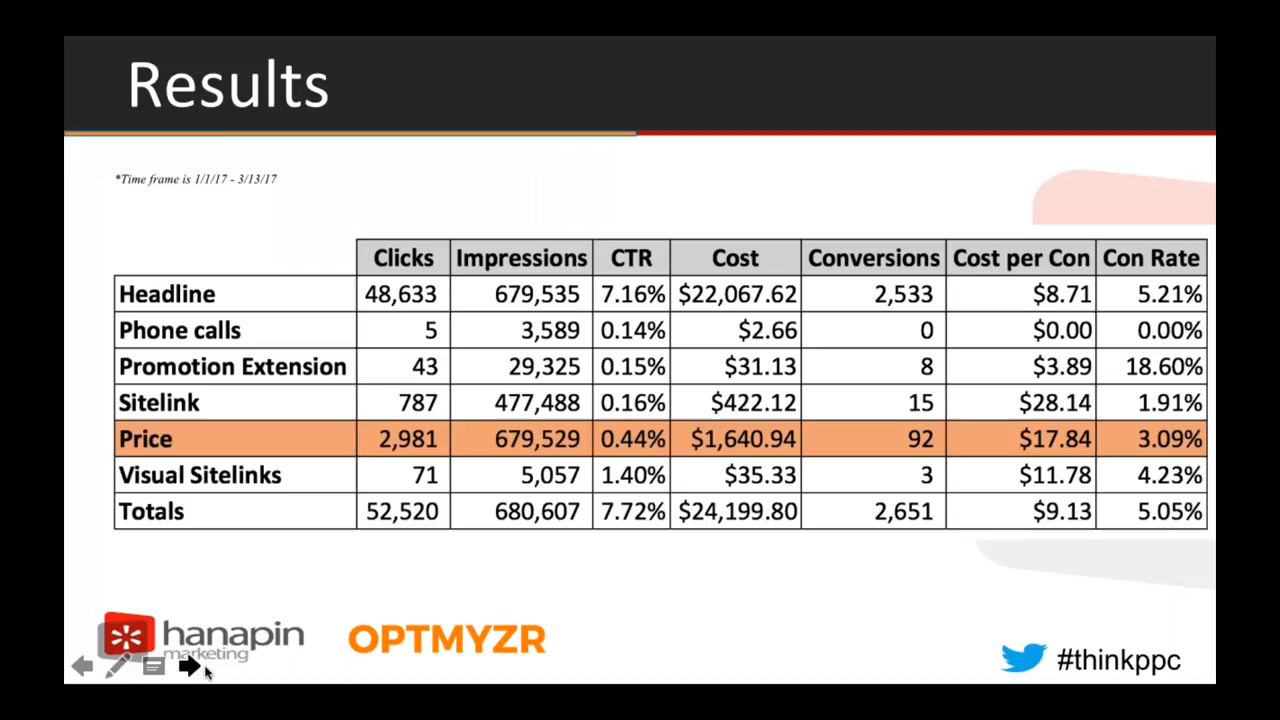 Results
*Time frame is 1/1/17 - 3/13/17
Clicks Impressions CTR Cost Conversions Cost per Con Con Rate
Headline 48,633 679,535 7.16% $22,067.62 2,533 $8.71 5.21%
Phone calls 5 3,589 0.14% $2.66 0 $0.00 0.00%
Promotion Extension 43 29,325 0.15% $31.13 8 $3.89 18.60%
Sitelink 787 477,488 0.16% $422.12 15 $28.14 1.91%
Price 2,981 679,529 0.44% $1,640.94 92 $17.84 3.09%
Visual Sitelinks 71 5,057 1.40% $35.33 3 $11.78 4.23%
Totals 52,520 680,607 7.72% $24,199.80 2,651 $9.13 5.05%
hanapin
marketing
OPTMYZR
#thinkppc